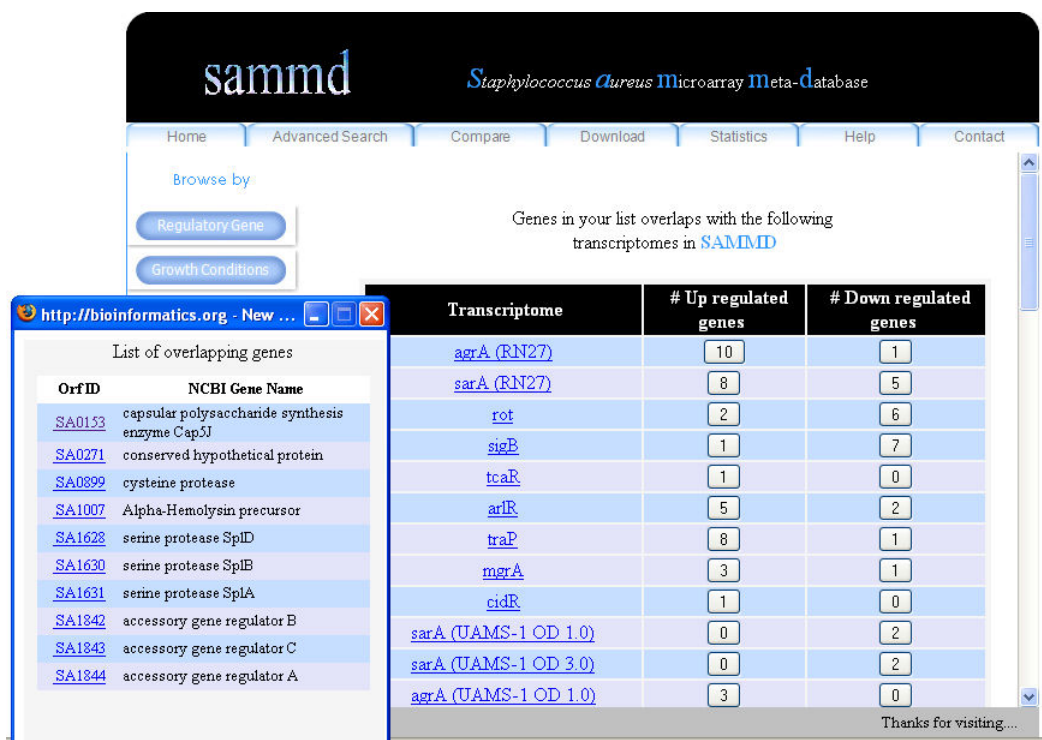 sammd
Staphylococcus aureus microarray meta-database
Home Advanced Search Compare Download Statistics Help Contact
Browse by
Regulatory Gene
Growth Conditions
Genes in your list overlaps with the following
transcriptomes in SAMMD
Transcriptome # Up regulated genes # Down regulated genes
agrA (RN27) 10 1
sarA (RN27) 8 5
rot 2 6
sigB 1 7
tcaR 1 0
arlR 5 2
traP 8 1
mgrA 3 1
cidR 1 0
sarA (UAMS-1 OD 1.0) 0 2
sarA (UAMS-1 OD 3.0) 0 2
agrA (UAMS-1 OD 1.0) 3 0
Thanks for visiting....
http://bioinformatics.org - New ...
List of overlapping genes
Orf ID NCBI Gene Name
SA0153 capsular polysaccharide synthesis
enzyme Cap5J
SA0271 conserved hypothetical protein
SA0899 cysteine protease
SA1007 Alpha-Hemolysin precursor
SA1628 serine protease SplD
SA1630 serine protease SplB
SA1631 serine protease SplA
SA1842 accessory gene regulator B
SA1843 accessory gene regulator C
SA1844 accessory gene regulator A